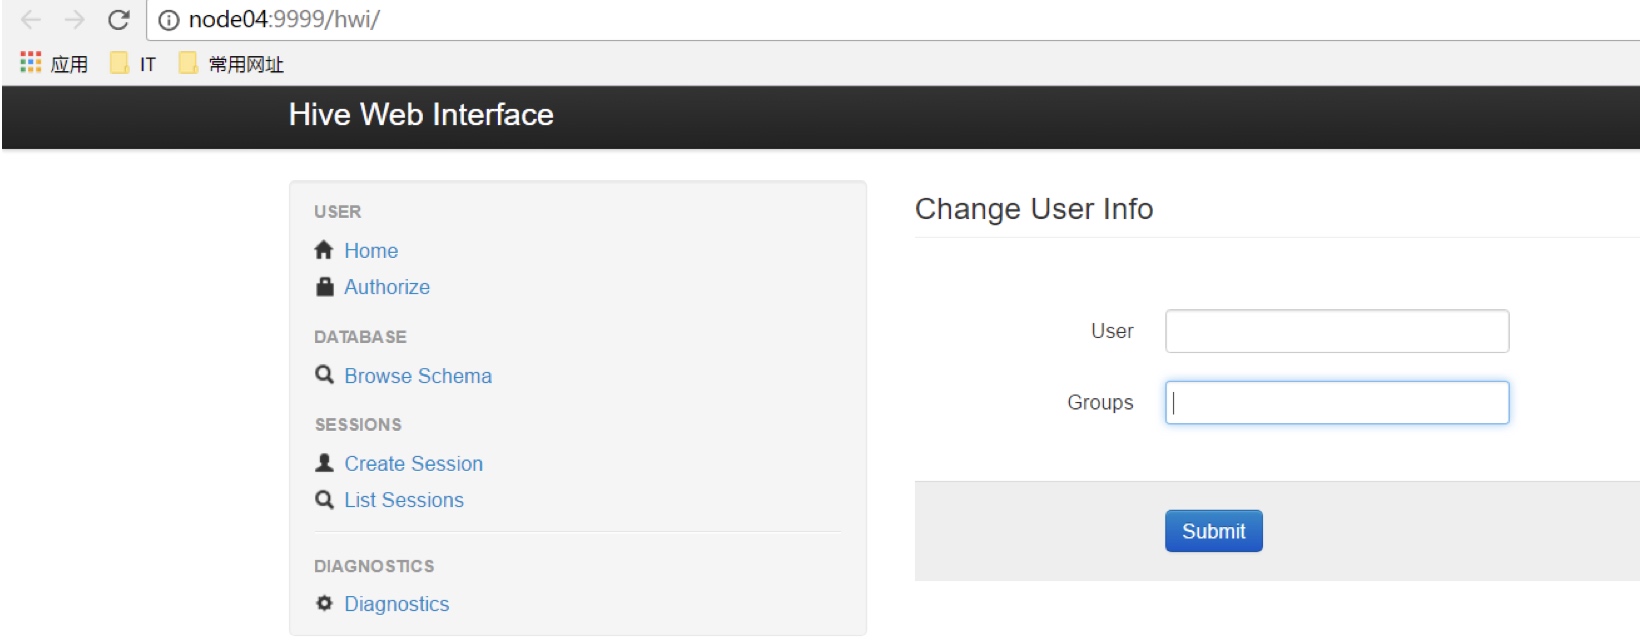 node04:9999/hwi/
应用 IT 常用网址
Hive Web Interface
USER
Home
Authorize
DATABASE
Browse Schema
SESSIONS
Create Session
List Sessions
DIAGNOSTICS
Diagnostics
Change User Info
User
Groups
Submit